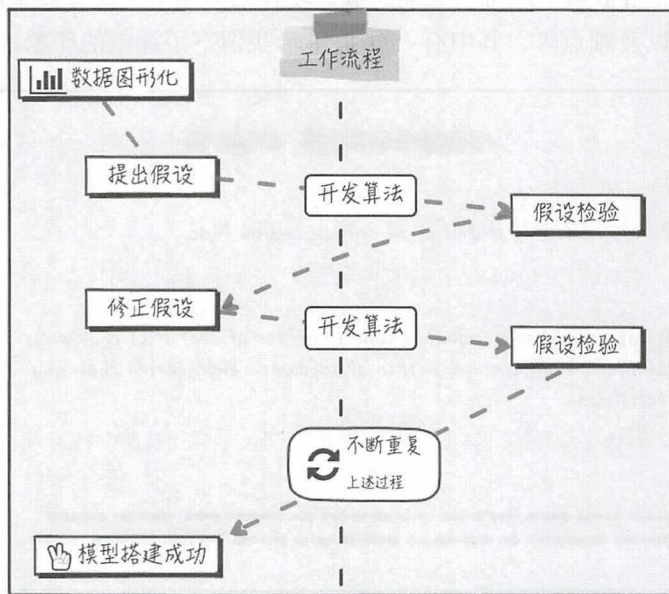 工作流程
数据图形化
提出假设
开发算法
假设检验
修正假设
开发算法
假设检验
不断重复
上述过程
模型搭建成功